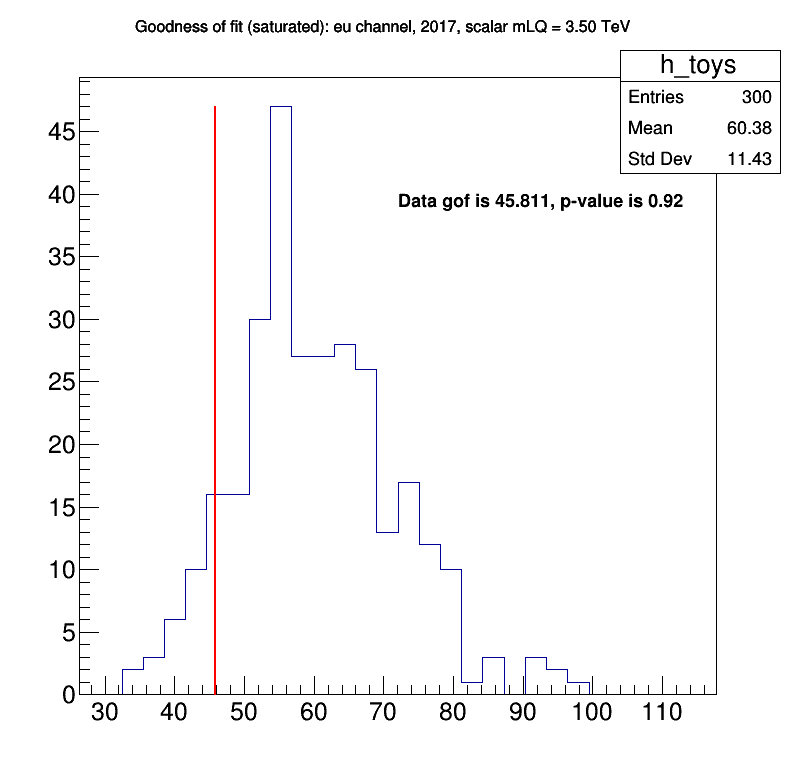 Goodness of fit (saturated): eu channel, 2017, scalar mLQ = 3.50 TeV
h_toys
Entries 300
Mean 60.38
Std Dev 11.43
Data gof is 45.811, p-value is 0.92
45
40
35
30
25
20
15
10
5
0
30 40 50 60 70 80 90 100 110